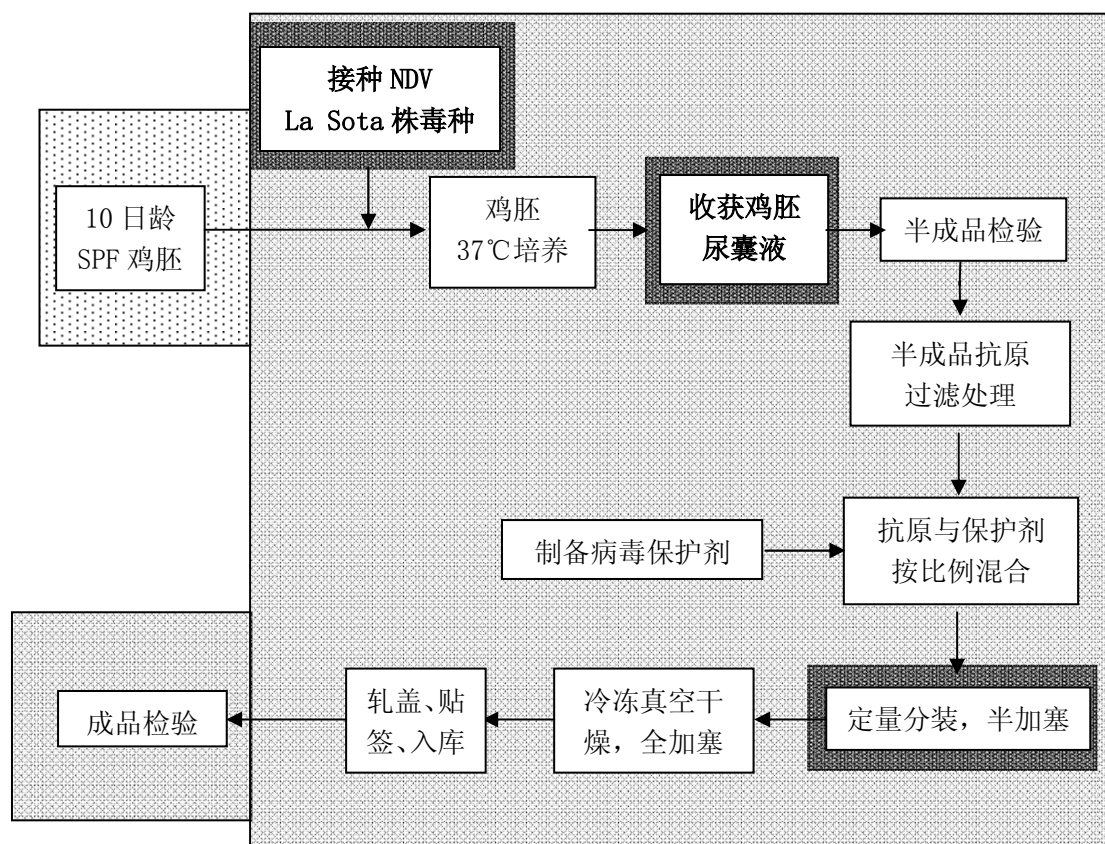 接种 NDV
La Sota 株毒种
10 日龄
SPF 鸡胚
鸡胚
37℃培养
收获鸡胚
尿囊液
半成品检验
半成品抗原
过滤处理
制备病毒保护剂
抗原与保护剂
按比例混合
成品检验
轧盖、贴
签、入库
冷冻真空干
燥，全加塞
定量分装，半加塞